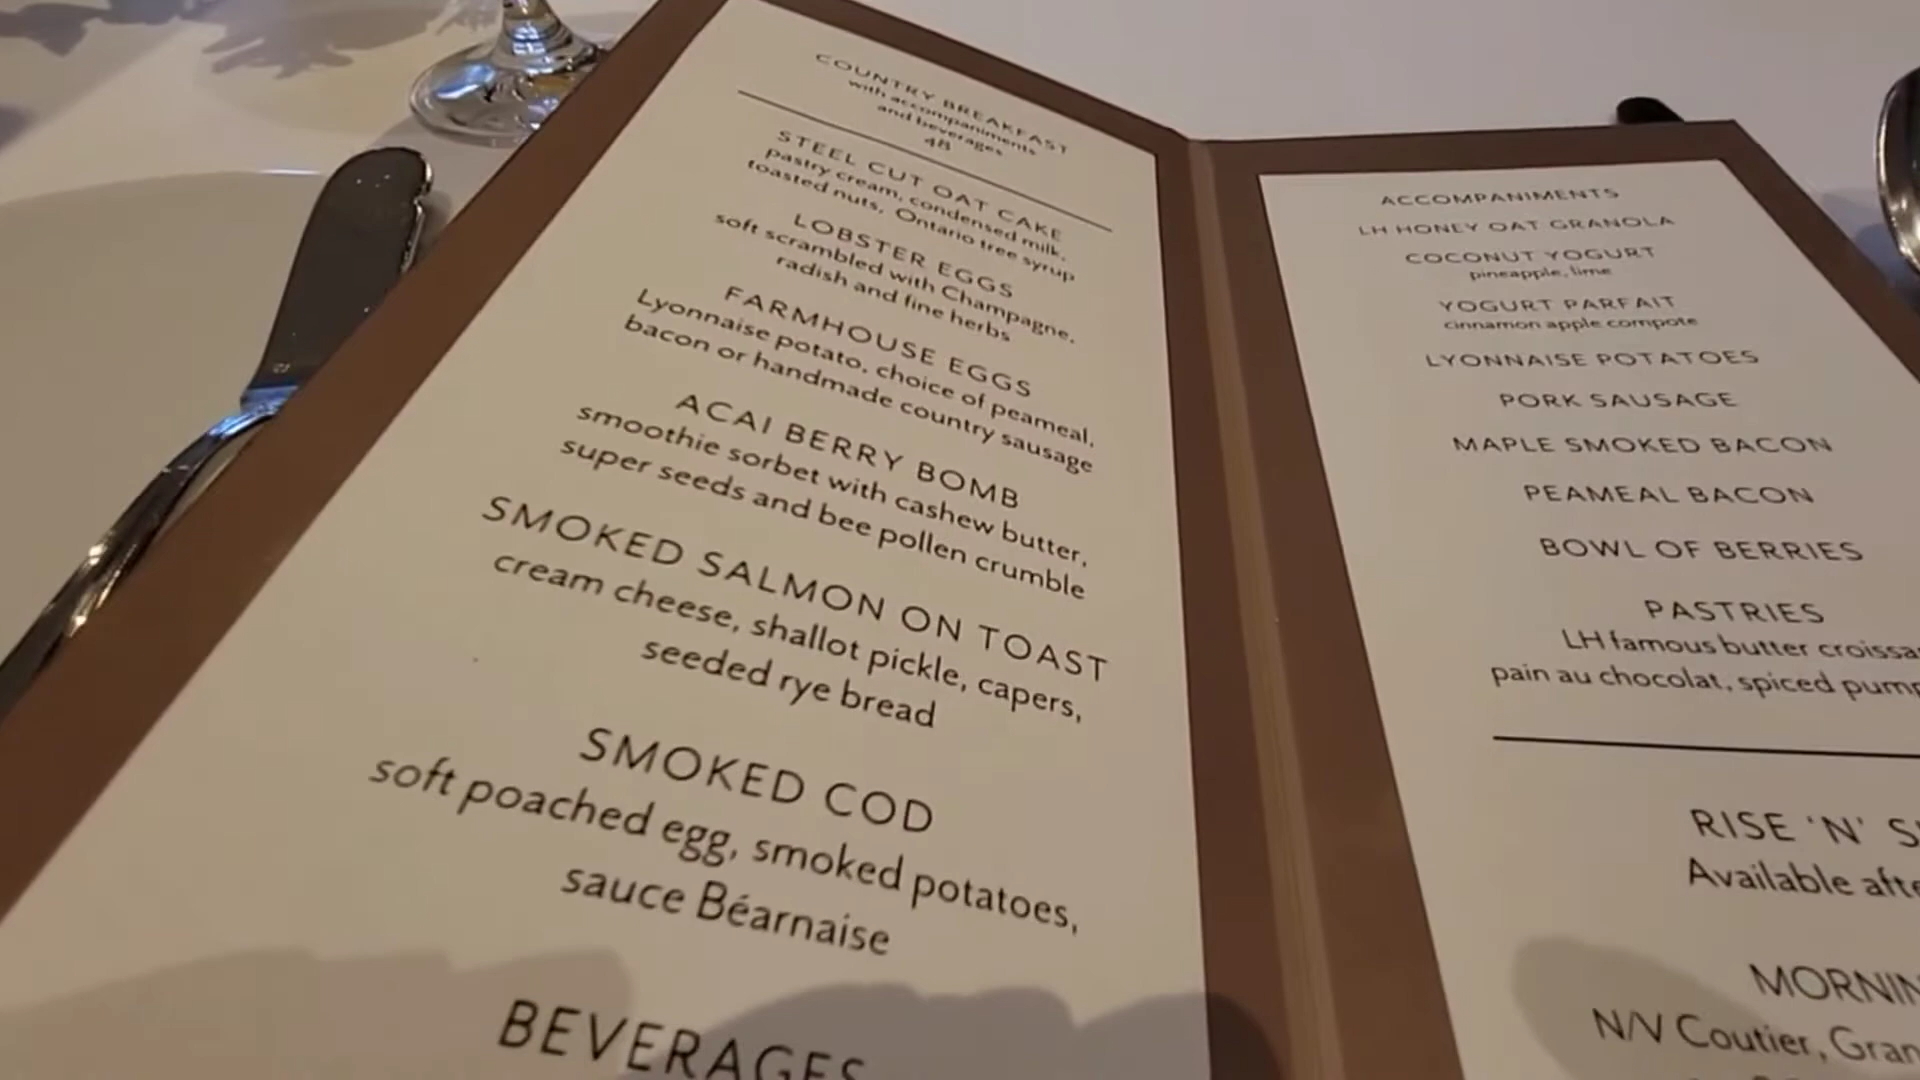 COUNTRY BREAKFAST
with accompaniments
and beverages
48
STEEL CUT OAT CAKE
pastry cream, condensed milk,
toasted nuts, Ontario tree syrup
LOBSTER EGGS
soft scrambled with Champagne,
radish and fine herbs
FARMHOUSE EGGS
Lyonnaise potato, choice of peameal,
bacon or handmade country sausage
ACAI BERRY BOMB
smoothie sorbet with cashew butter,
super seeds and bee pollen crumble
SMOKED SALMON ON TOAST
cream cheese, shallot pickle, capers,
seeded rye bread
SMOKED COD
soft poached egg, smoked potatoes,
sauce Béarnaise
BEVERAGES
ACCOMPANIMENTS
LH HONEY OAT GRANOLA
COCONUT YOGURT
pineapple, lime
YOGURT PARFAIT
cinnamon apple compote
LYONNAISE POTATOES
PORK SAUSAGE
MAPLE SMOKED BACON
PEAMEAL BACON
BOWL OF BERRIES
PASTRIES
LH famous butter
pain au chocolat, spiced
RISE 'N'
Available
N/V Coutier,